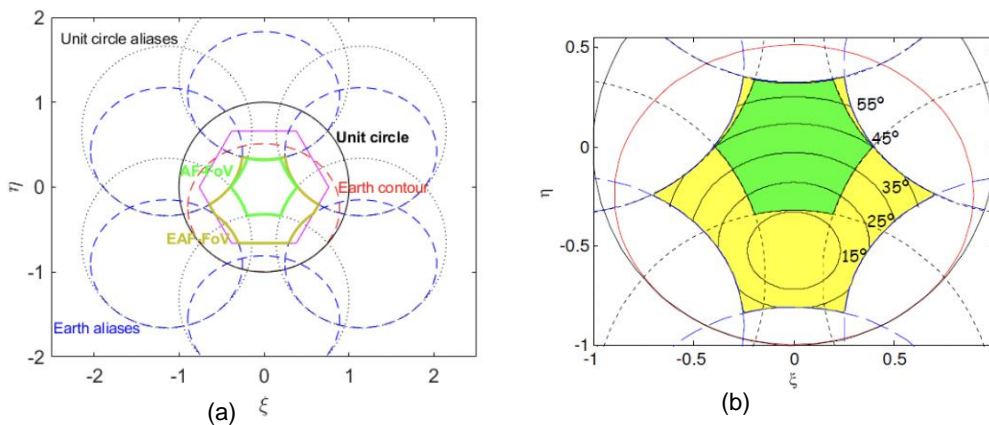 2
1
0
-1
-2
η
-2
-1
0
1
2
ξ
Unit circle aliases
Unit circle
AF-FoV
Earth contour
EAF-FoV
Earth aliases
(a)
0.5
0
-0.5
-1
η
-1
-0.5
0
0.5
ξ
55°
45°
35°
25°
15°
(b)